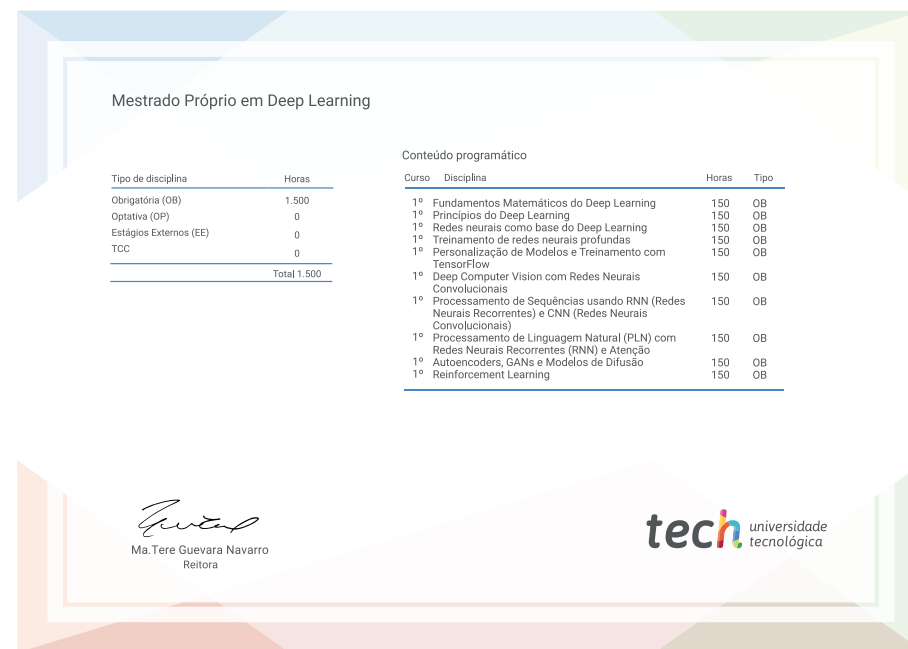 Mestrado Próprio em Deep Learning
Tipo de disciplina Horas
Obrigatória (OB) 1.500
Optativa (OP) 0
Estágios Externos (EE) 0
TCC 0
Total 1.500
Conteúdo programático
Curso Disciplina Horas Tipo
1º Fundamentos Matemáticos do Deep Learning 150 OB
1º Princípios do Deep Learning 150 OB
1º Redes neurais como base do Deep Learning 150 OB
1º Treinamento de redes neurais profundas 150 OB
1º Personalização de Modelos e Treinamento com 150 OB
TensorFlow
1º Deep Computer Vision com Redes Neurais 150 OB
Convolucionais
1º Processamento de Sequências usando RNN (Redes 150 OB
Neurais Recorrentes) e CNN (Redes Neurais
Convolucionais)
1º Processamento de Linguagem Natural (PLN) com 150 OB
Redes Neurais Recorrentes (RNN) e Atenção
1º Autoencoders, GANs e Modelos de Difusão 150 OB
1º Reinforcement Learning 150 OB
Ma.Tere Guevara Navarro
Reitora
tech universidade
tecnológica